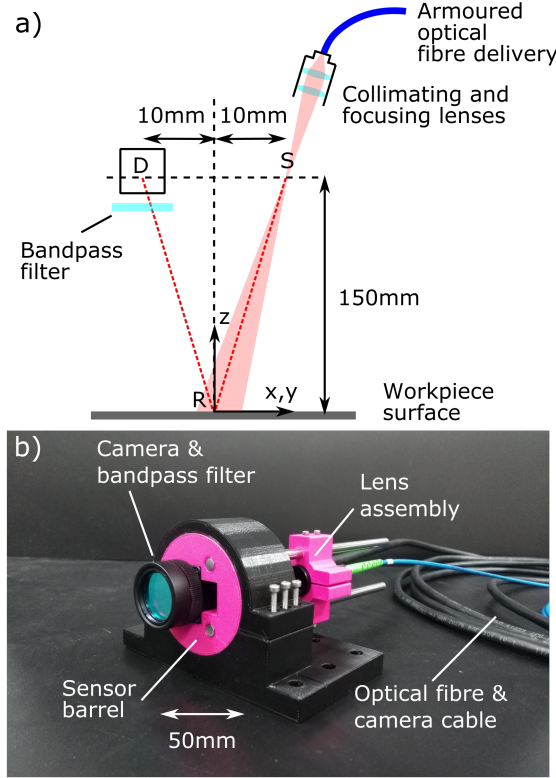 a)
Armoured
optical
fibre delivery
10mm
10mm
Collimating and
focusing lenses
D
S
Bandpass
filter
150mm
z
R
x,y
Workpiece
surface
b)
Camera &
bandpass filter
Lens
assembly
Sensor
barrel
50mm
Optical fibre &
camera cable